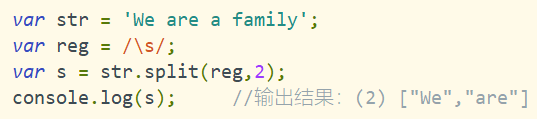 var str = 'We are a family';
var reg = /\s/;
var s = str.split(reg,2);
console.log(s);     //输出结果：(2) ["We","are"]